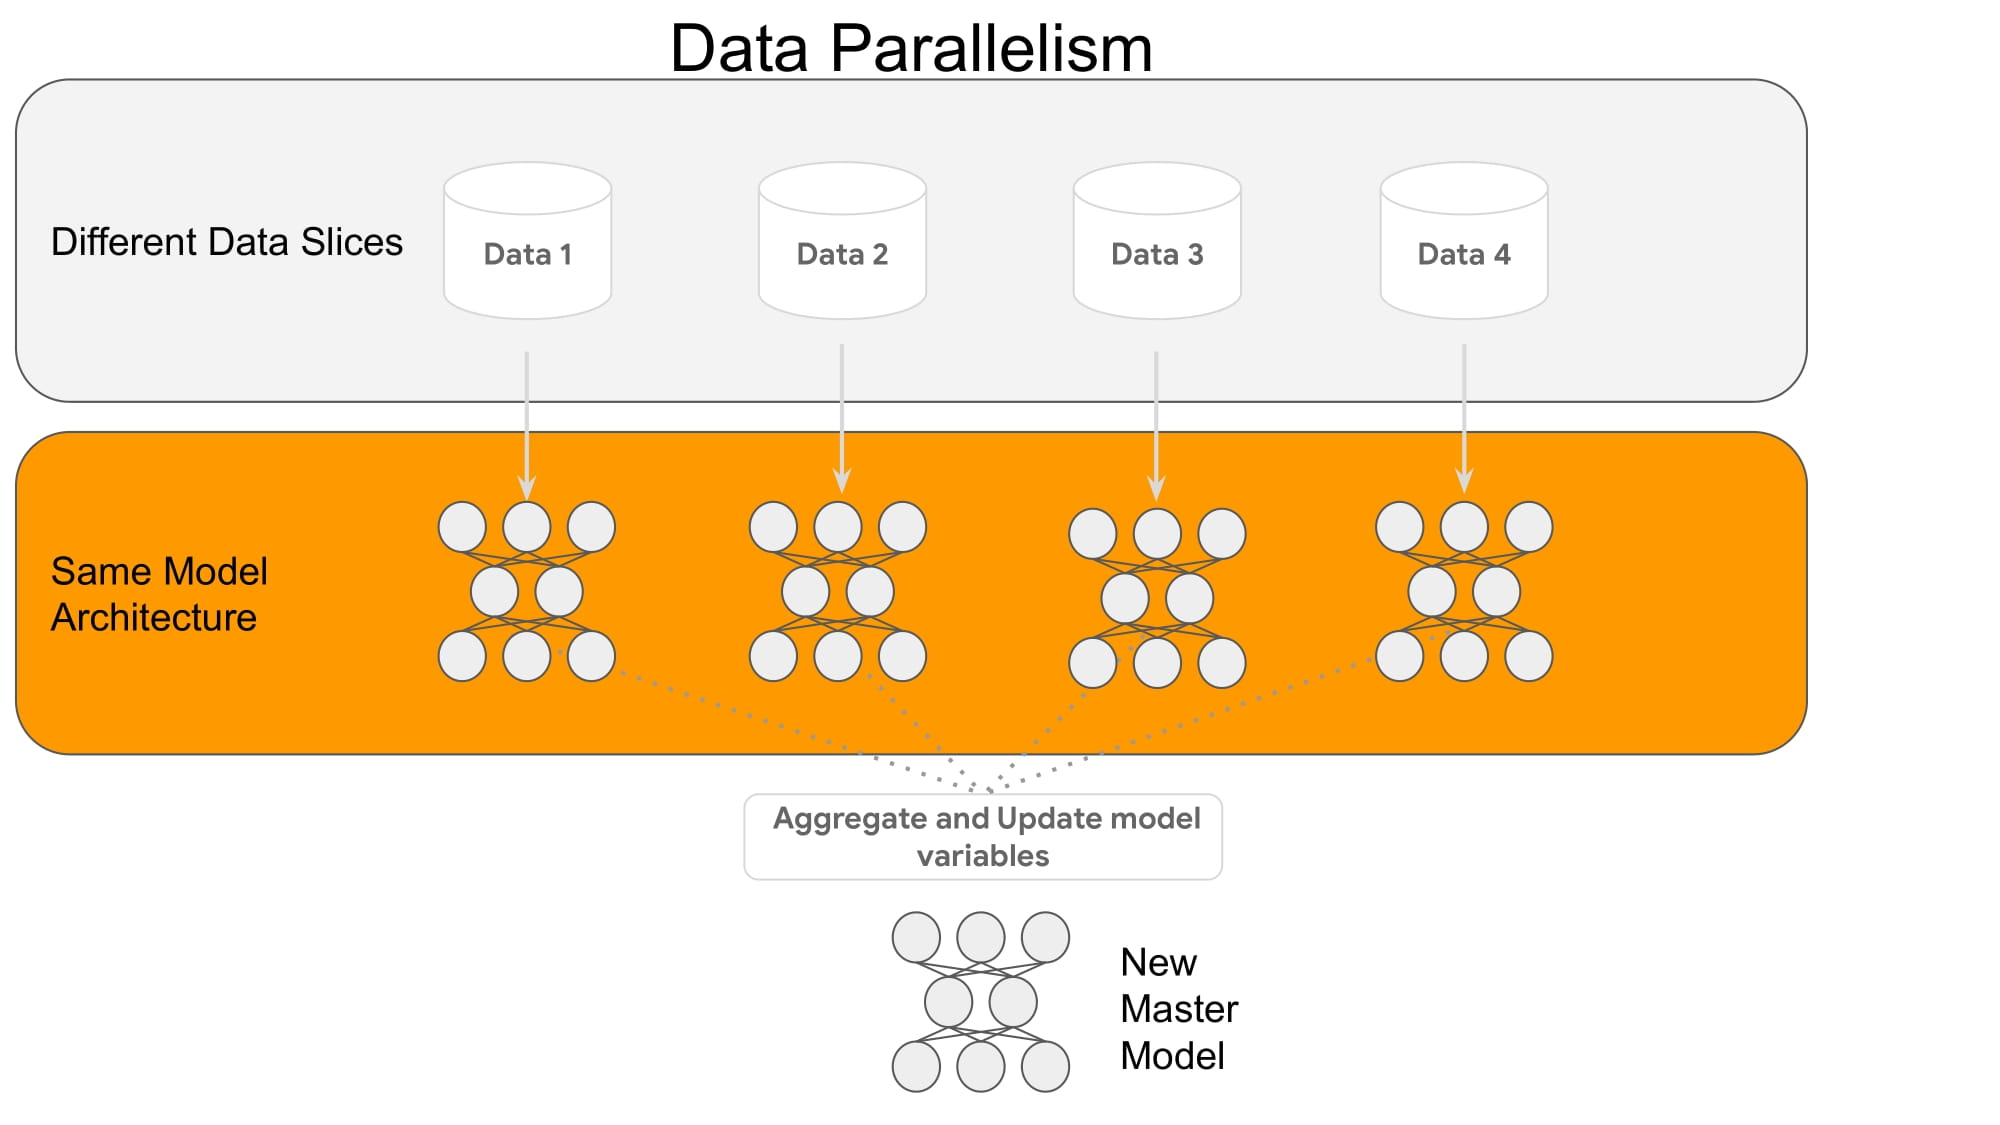 Data Parallelism
Different Data Slices
Data 1
Data 2
Data 3
Data 4
Same Model
Architecture
Aggregate and Update model
variables
New
Master
Model